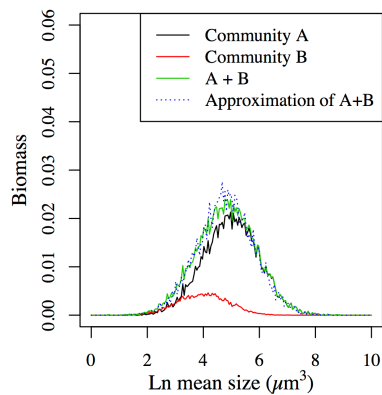 Community A
Community B
A + B
Approximation of A+B
Biomass
0.06
0.05
0.04
0.03
0.02
0.01
0.00
0 2 4 6 8 10
Ln mean size (μm³)